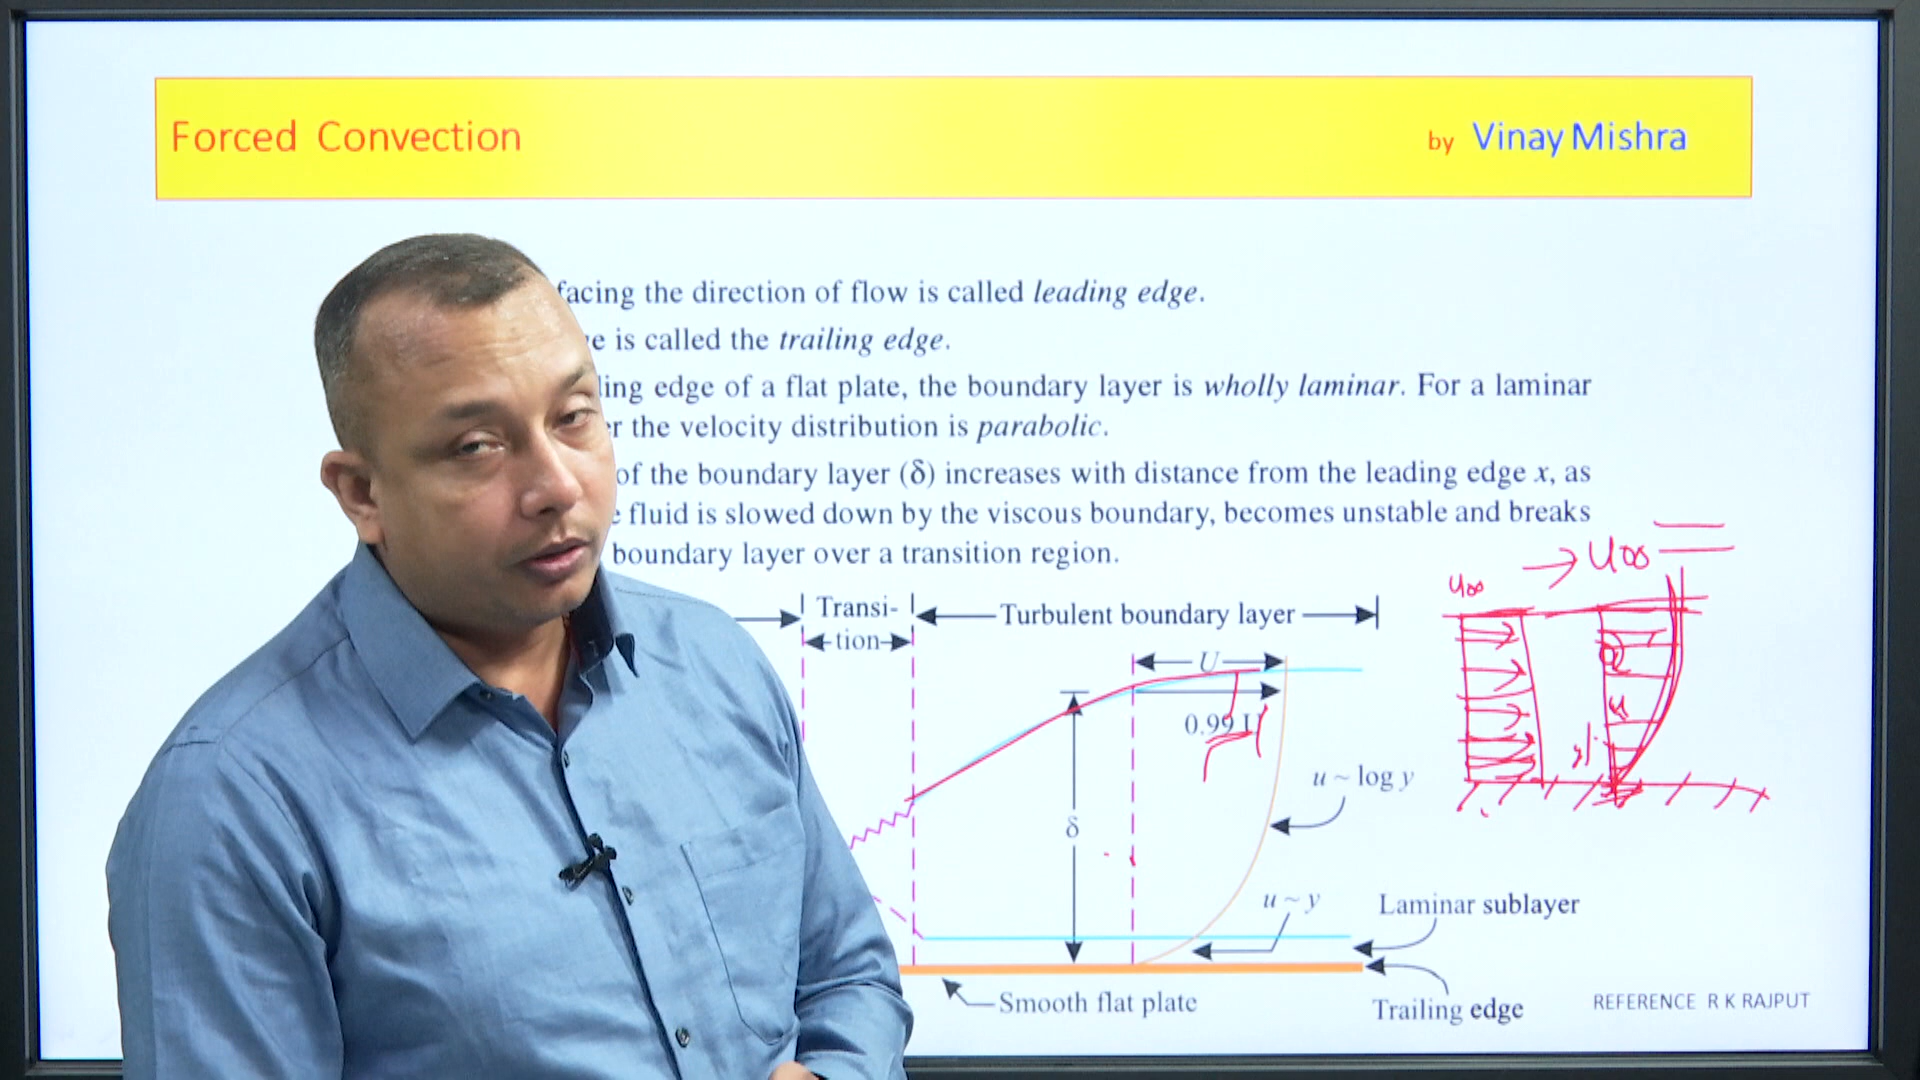 Forced Convection
by Vinay Mishra
facing the direction of flow is called leading edge.
is called the trailing edge.
edge of a flat plate, the boundary layer is wholly laminar. For a laminar
the velocity distribution is parabolic.
of the boundary layer (δ) increases with distance from the leading edge x, as
fluid is slowed down by the viscous boundary, becomes unstable and breaks
boundary layer over a transition region.
Transi-
tion
Turbulent boundary layer
U
0.99 U
u ~ log y
δ
u ~ y
Laminar sublayer
Smooth flat plate
Trailing edge
REFERENCE R K RAJPUT
U∞
U∞
u